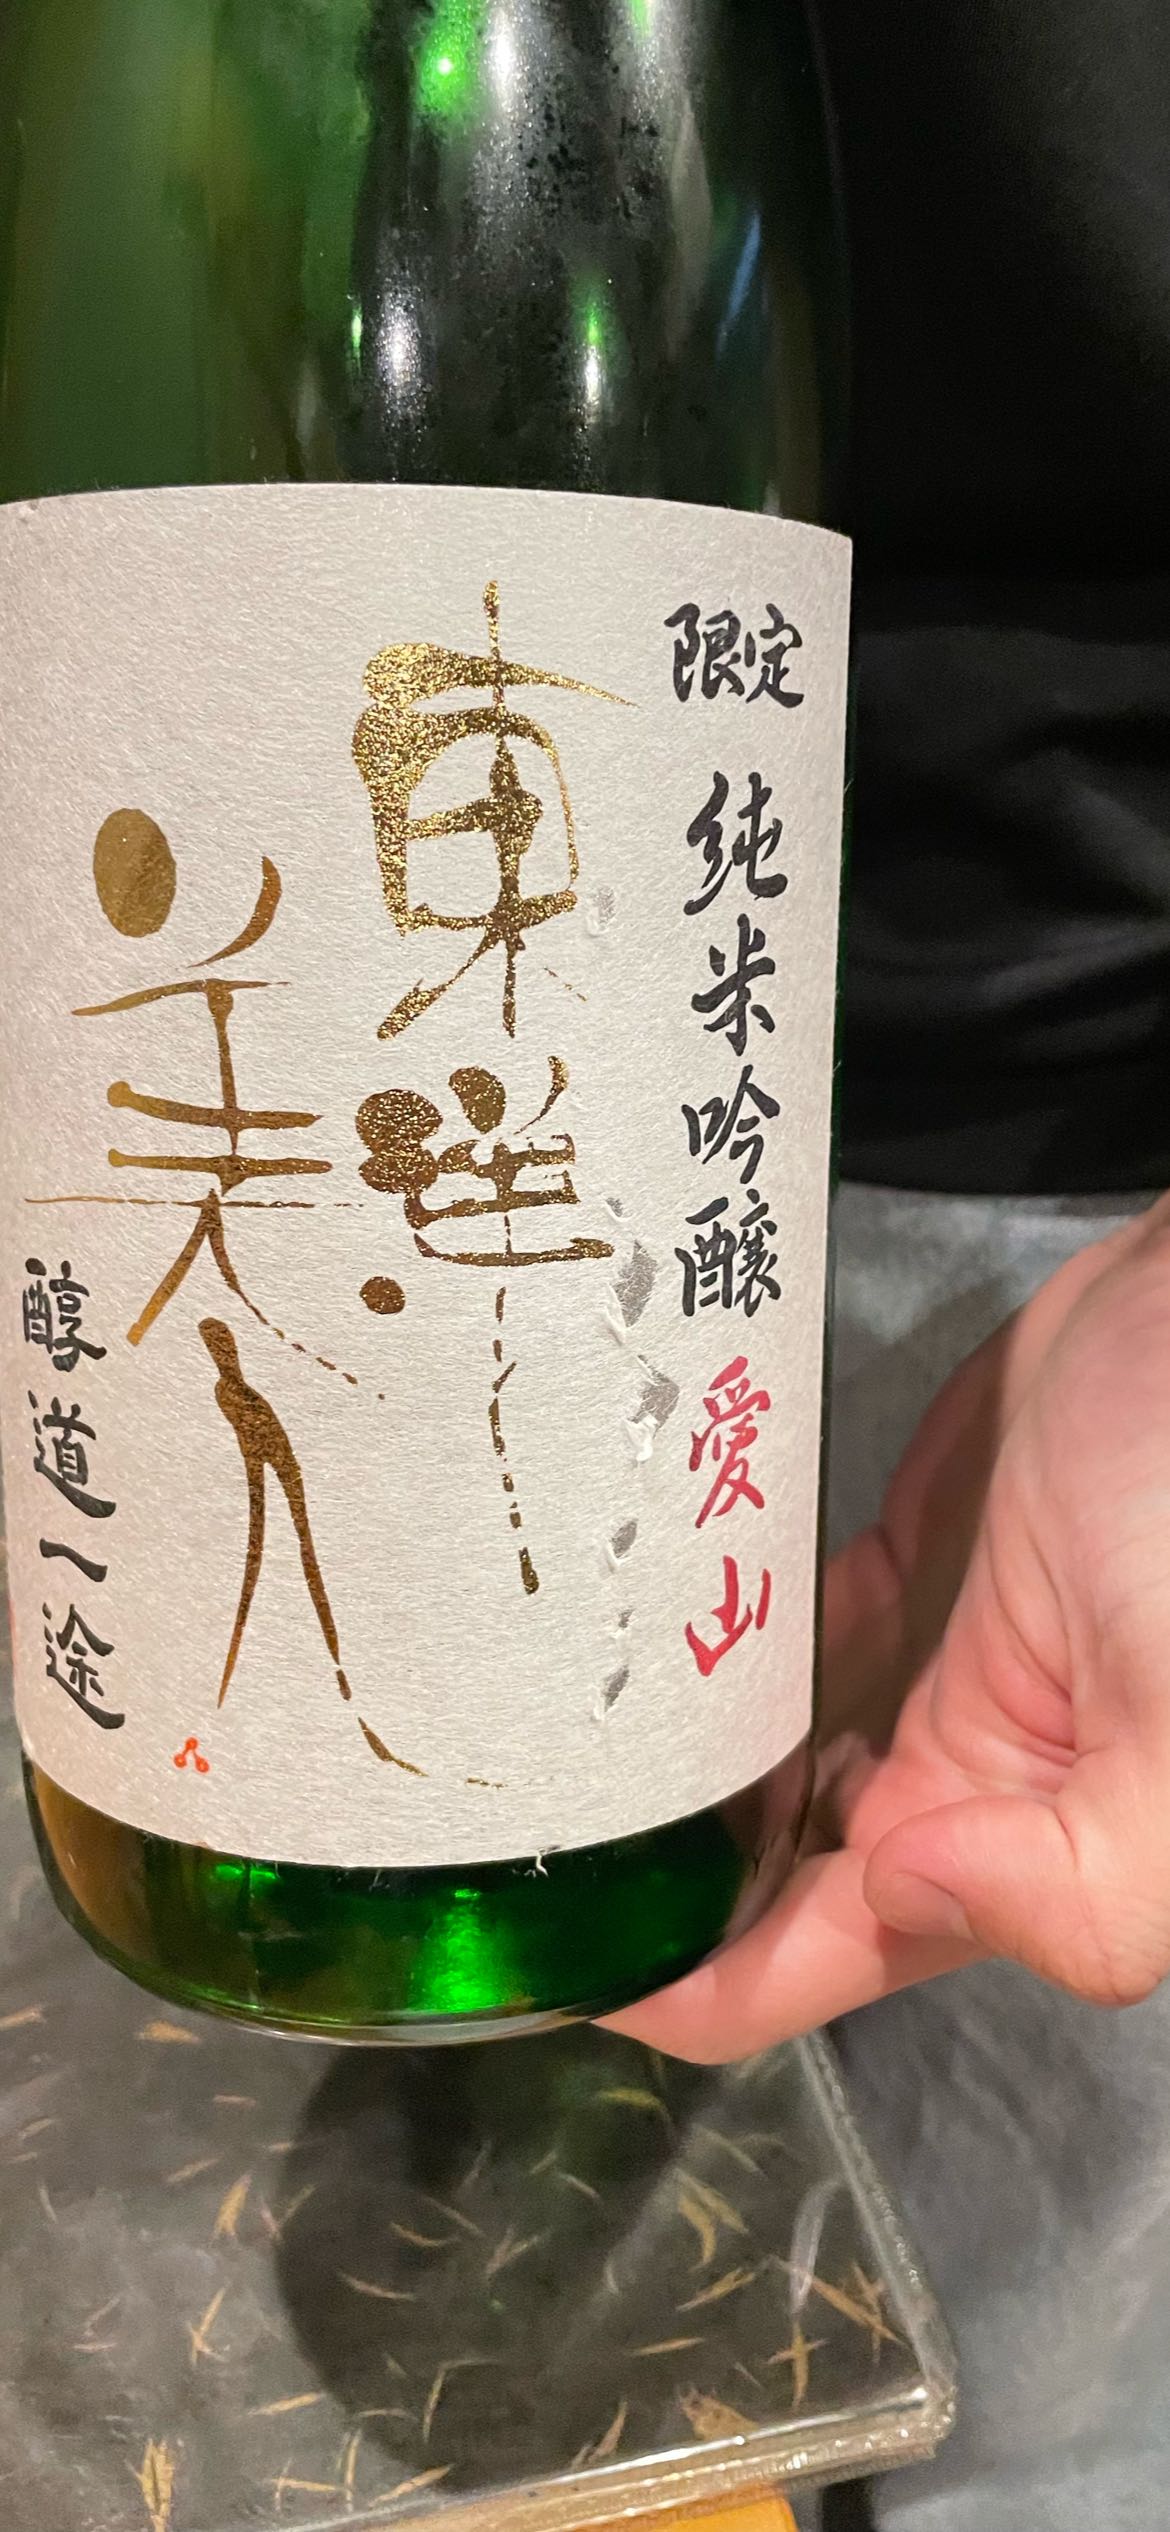 限定
純米吟醸 愛山
東洋
美人
醇道一途